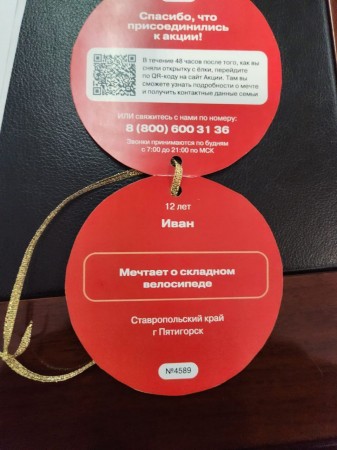 Спасибо, что
присоединились
к акции!
В течение 48 часов после того, как вы
сняли открытку с ёлки, перейдите
по QR-коду на сайт Акции. Там вы
сможете узнать подробности о мечте
и получить контактные данные семьи
ИЛИ свяжитесь с нами по номеру:
8 (800) 600 31 36
Звонки принимаются по будням
с 7:00 до 21:00 по МСК
12 лет
Иван
Мечтает о складном
велосипеде
Ставропольский край
г Пятигорск
№4589